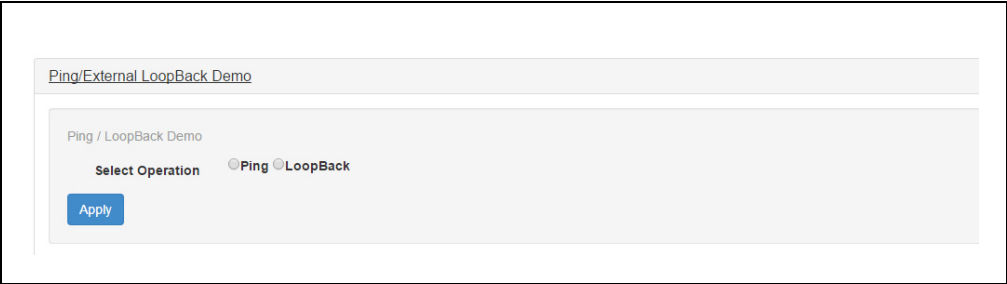 Ping/External LoopBack Demo
Ping / LoopBack Demo
Select Operation Ping LoopBack
Apply